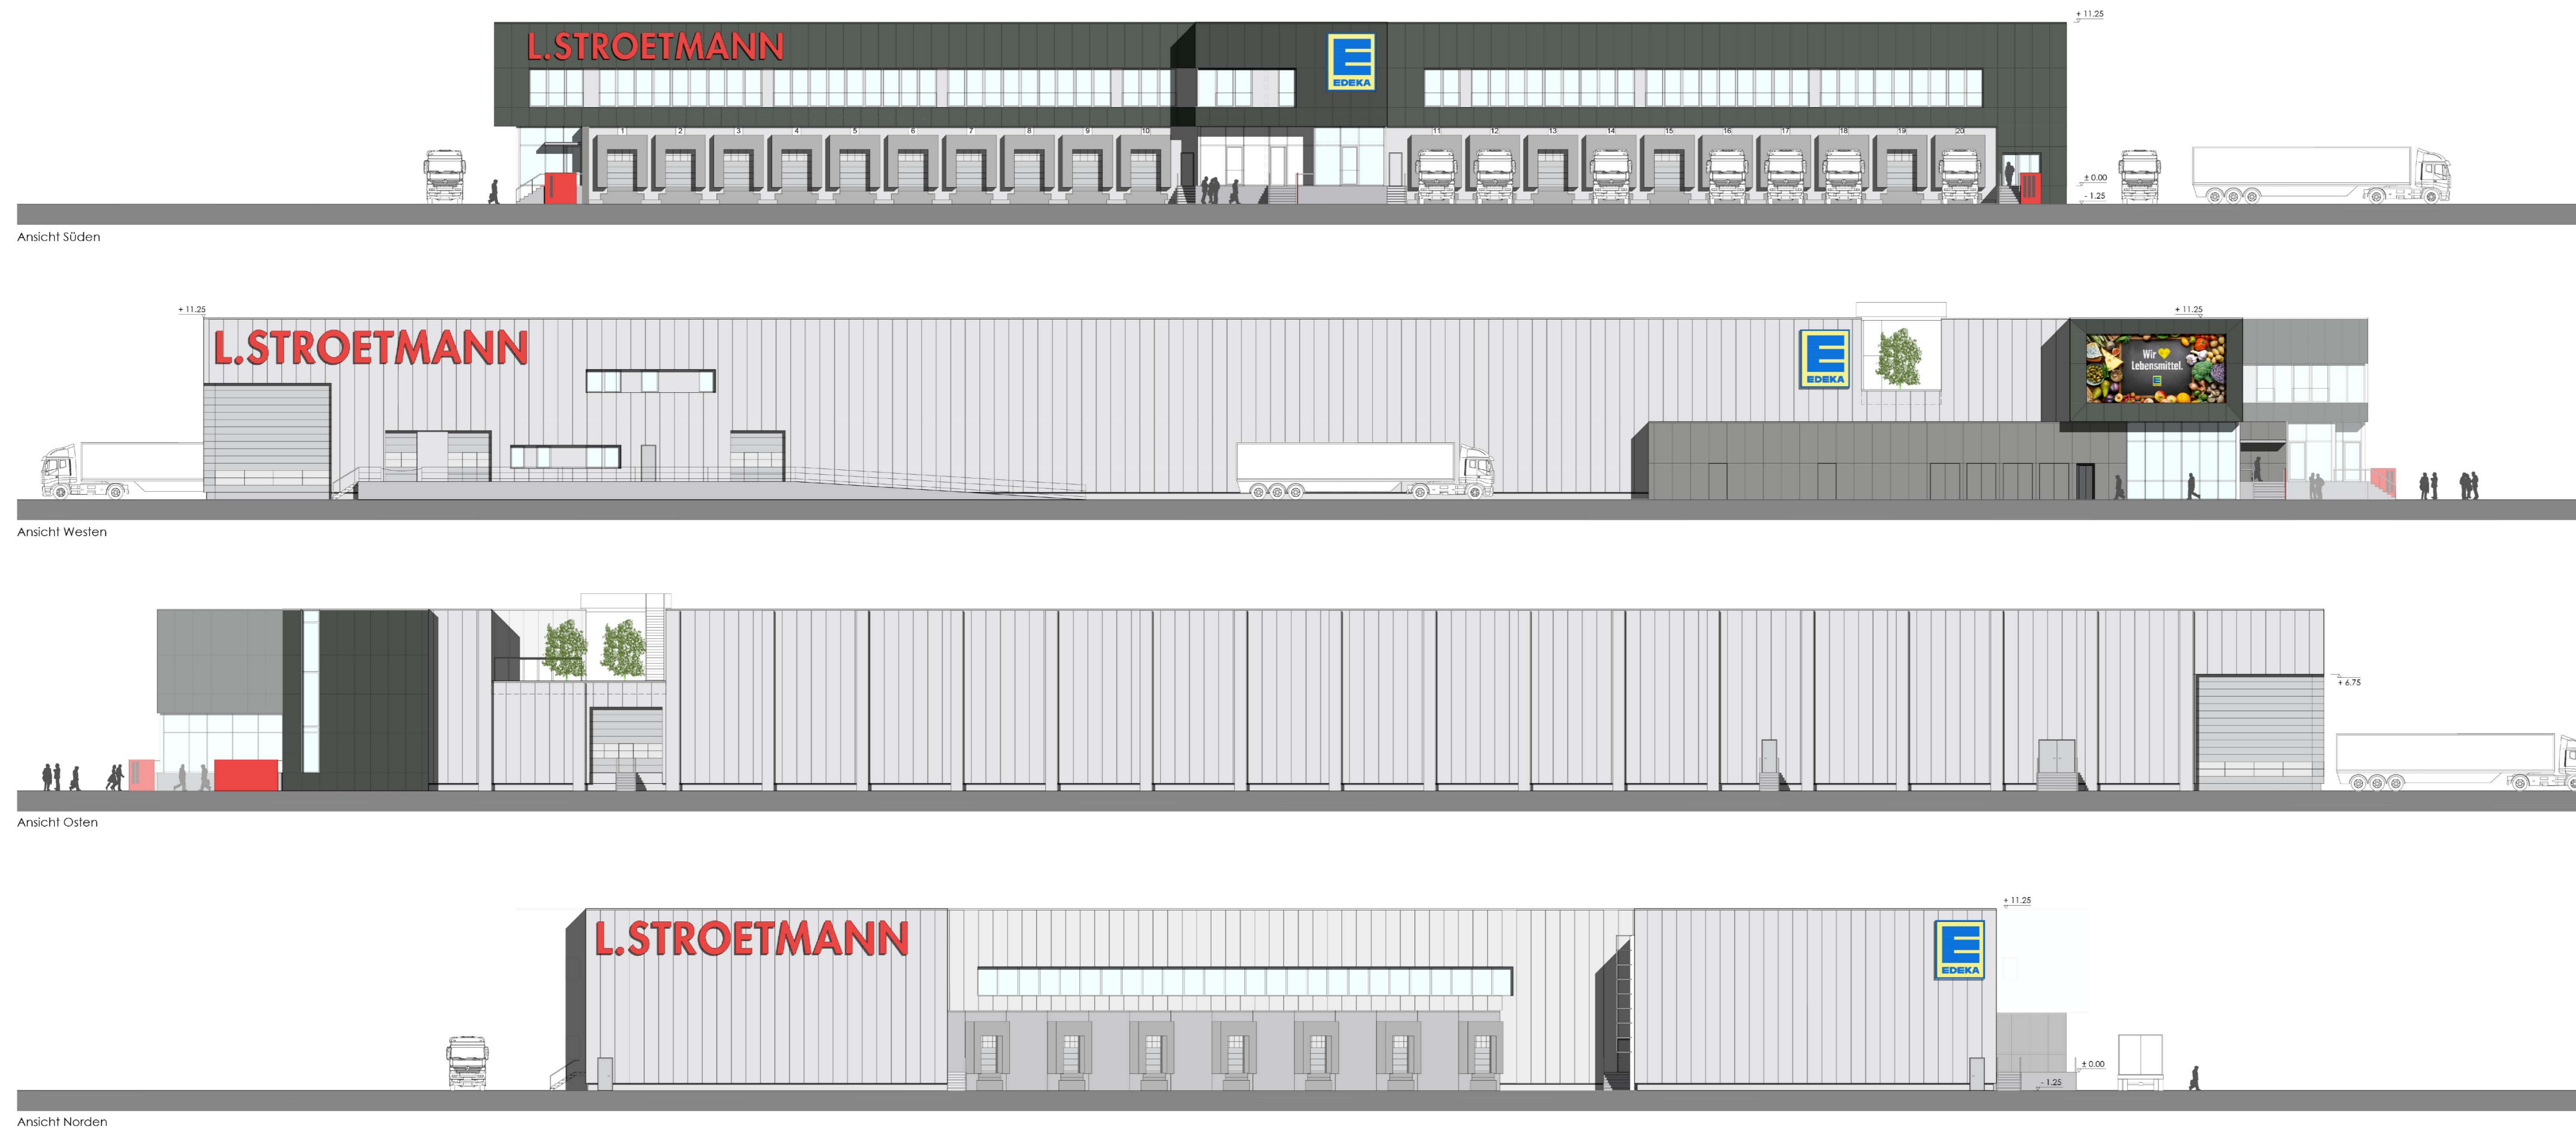 + 11.25
L.STROETMANN
E
EDEKA
1 2 3 4 5 6 7 8 9 10 11 12 13 14 15 16 17 18 19 20
± 0.00
- 1.25
Ansicht Süden
+ 11.25
+ 11.25
L.STROETMANN
E
EDEKA
Wir
Lebensmittel.
E
Ansicht Westen
+ 6.75
Ansicht Osten
+ 11.25
L.STROETMANN
E
EDEKA
± 0.00
- 1.25
Ansicht Norden